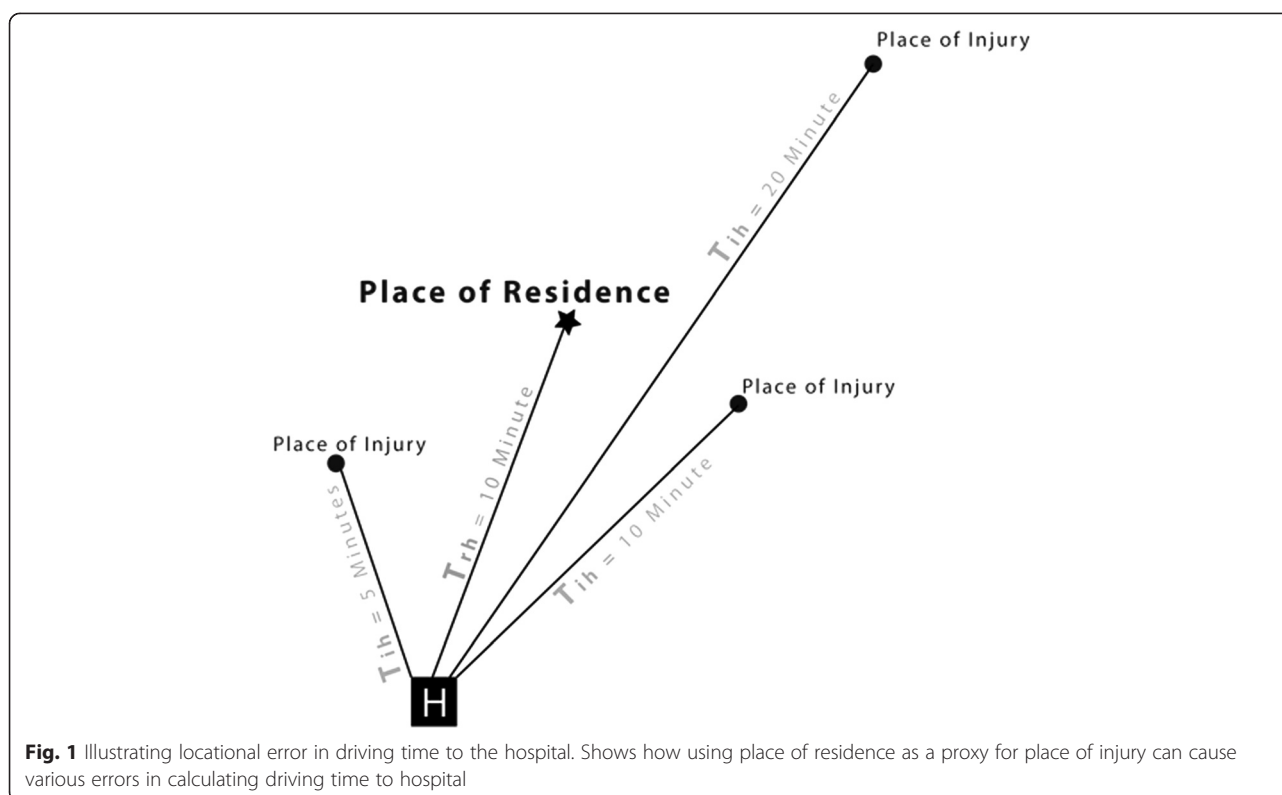 Place of Injury
Tih = 20 Minute
Place of Residence
Trh = 10 Minute
Place of Injury
Tih = 10 Minute
Place of Injury
Tih = 5 Minutes
H
Fig. 1 Illustrating locational error in driving time to the hospital. Shows how using place of residence as a proxy for place of injury can cause
various errors in calculating driving time to hospital